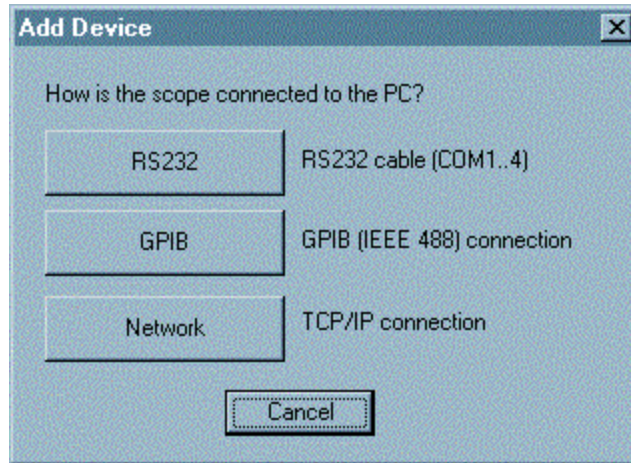 Add Device
How is the scope connected to the PC?
RS232 RS232 cable (COM1..4)
GPIB GPIB (IEEE 488) connection
Network TCP/IP connection
Cancel